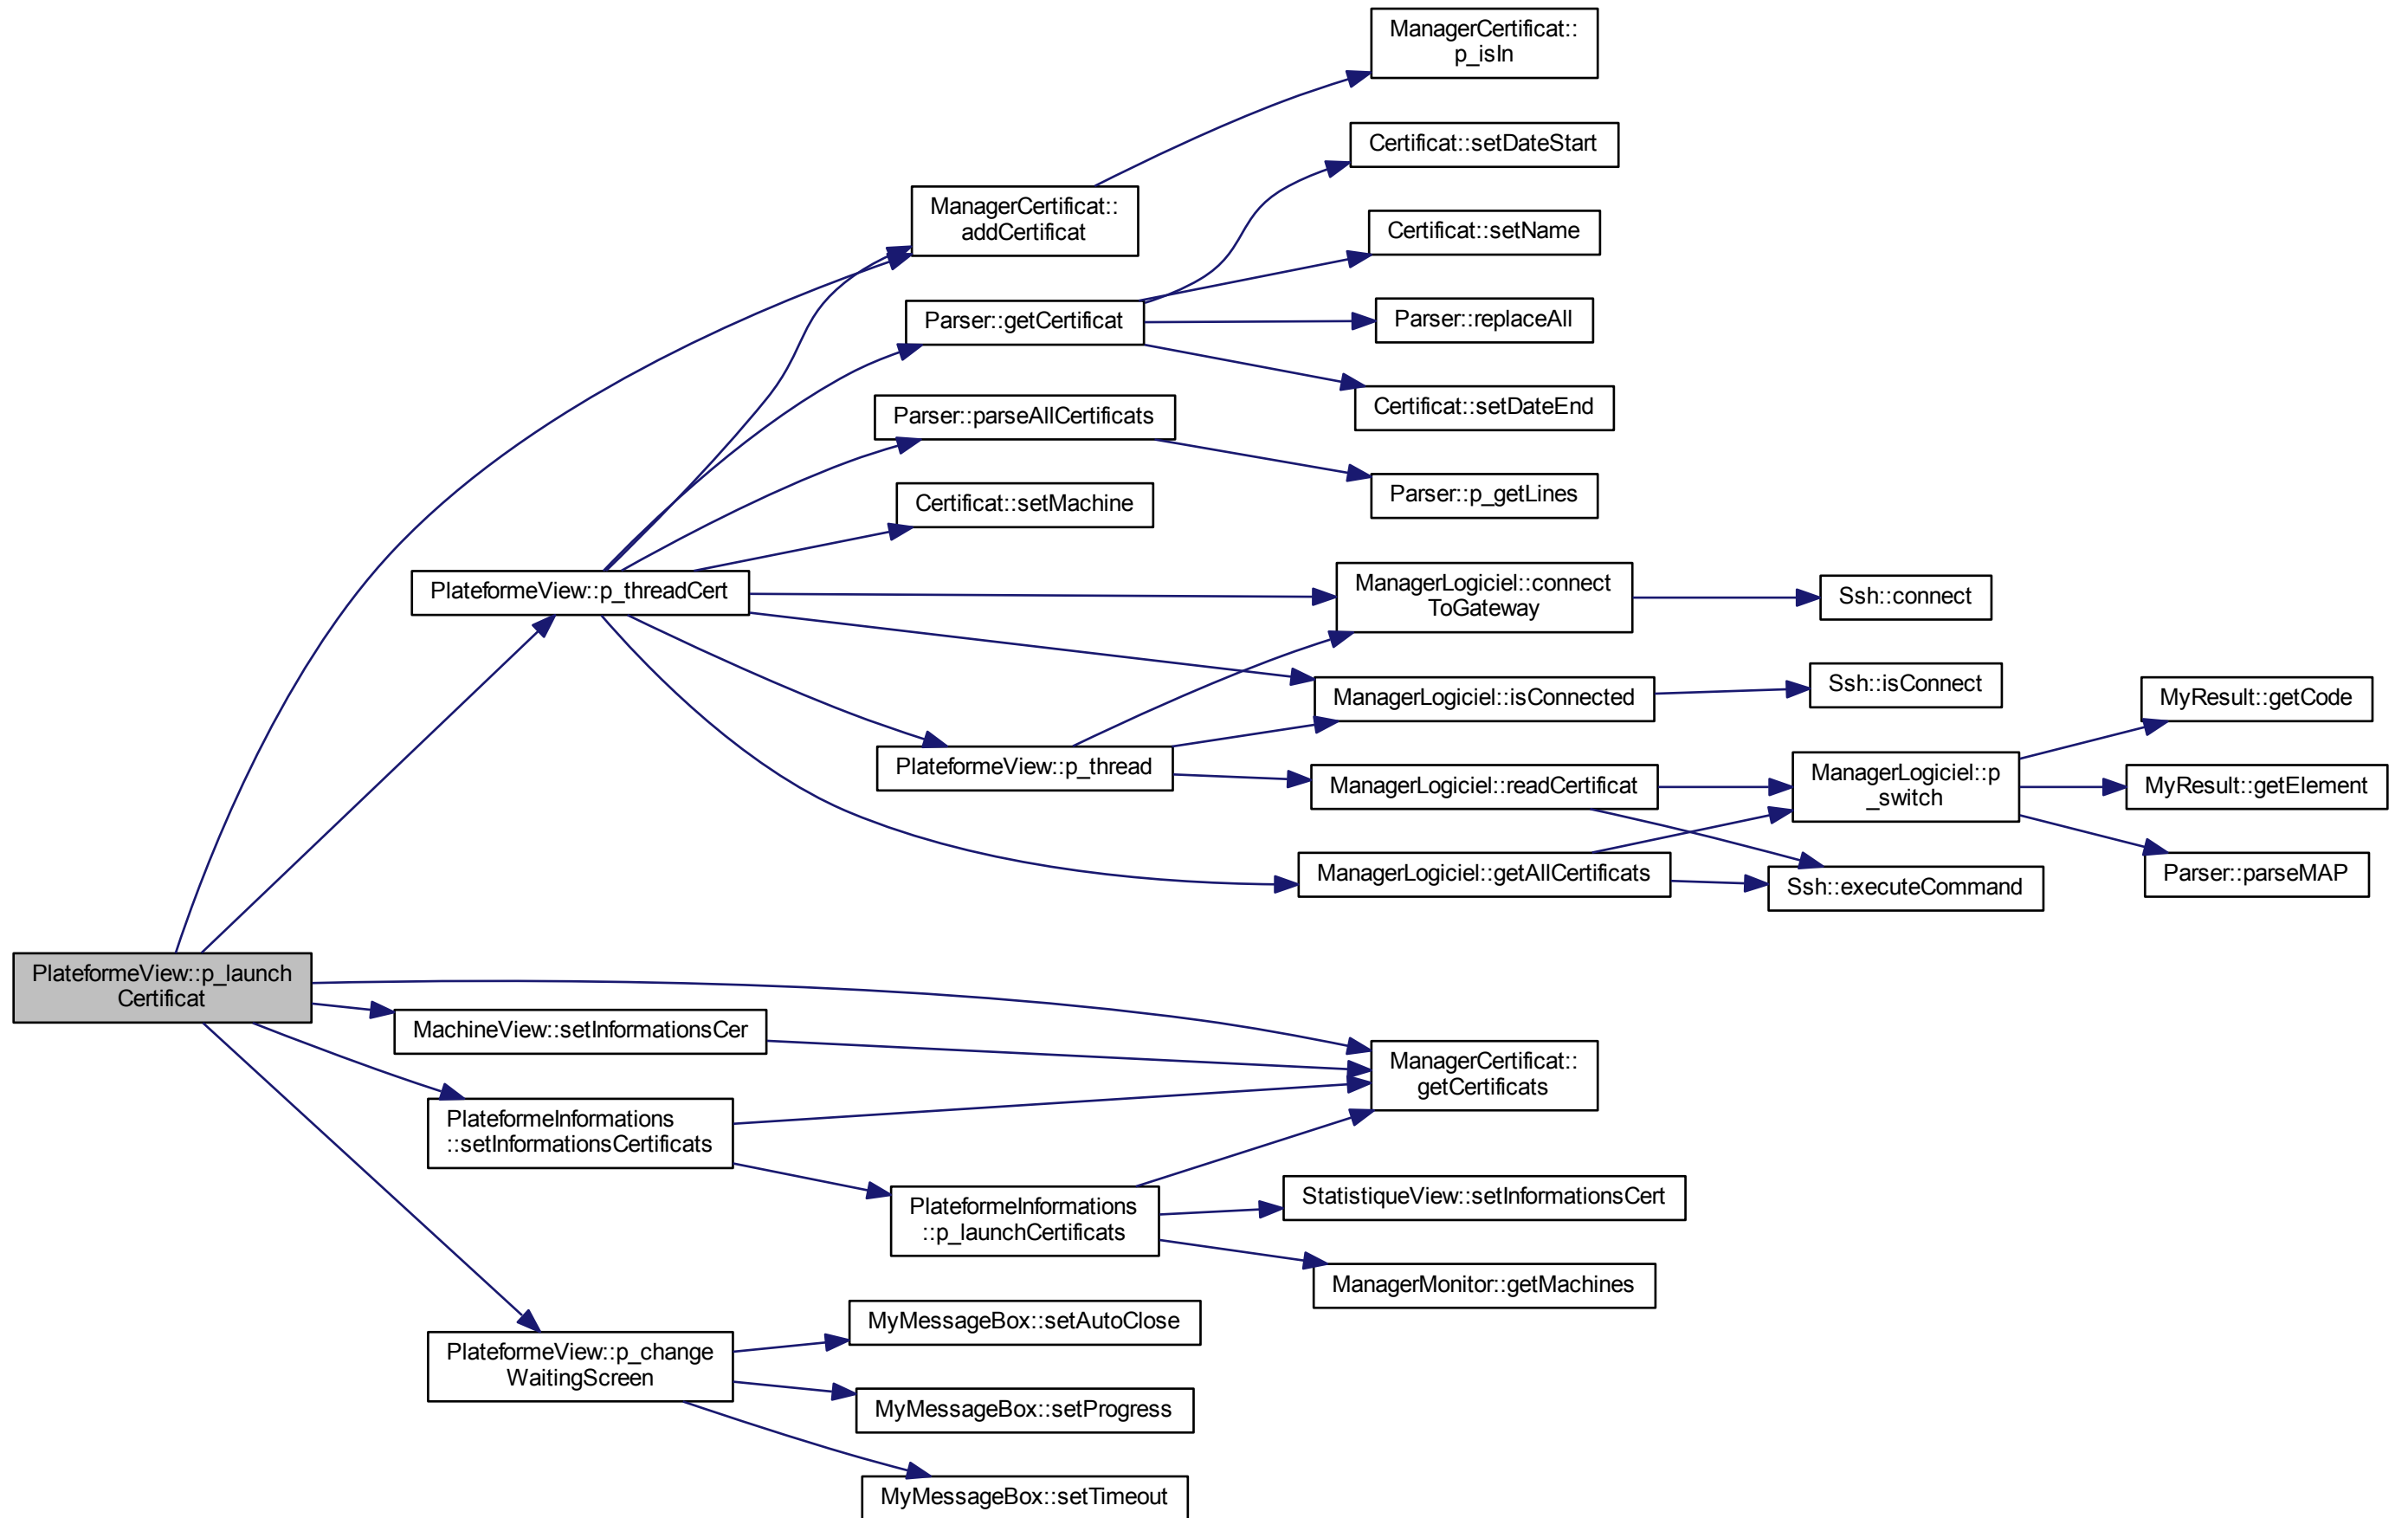 ManagerCertificat::
p_isIn
Certificat::setDateStart
ManagerCertificat::
addCertificat
Certificat::setName
Parser::getCertificat
Parser::replaceAll
Certificat::setDateEnd
Parser::parseAllCertificats
Parser::p_getLines
Certificat::setMachine
PlateformeView::p_threadCert
ManagerLogiciel::connect
ToGateway
Ssh::connect
ManagerLogiciel::isConnected
Ssh::isConnect
MyResult::getCode
PlateformeView::p_thread
ManagerLogiciel::readCertificat
ManagerLogiciel::p
_switch
MyResult::getElement
ManagerLogiciel::getAllCertificats
Ssh::executeCommand
Parser::parseMAP
PlateformeView::p_launch
Certificat
MachineView::setInformationsCer
ManagerCertificat::
getCertificats
PlateformeInformations
::setInformationsCertificats
PlateformeInformations
::p_launchCertificats
StatistiqueView::setInformationsCert
ManagerMonitor::getMachines
MyMessageBox::setAutoClose
PlateformeView::p_change
WaitingScreen
MyMessageBox::setProgress
MyMessageBox::setTimeout